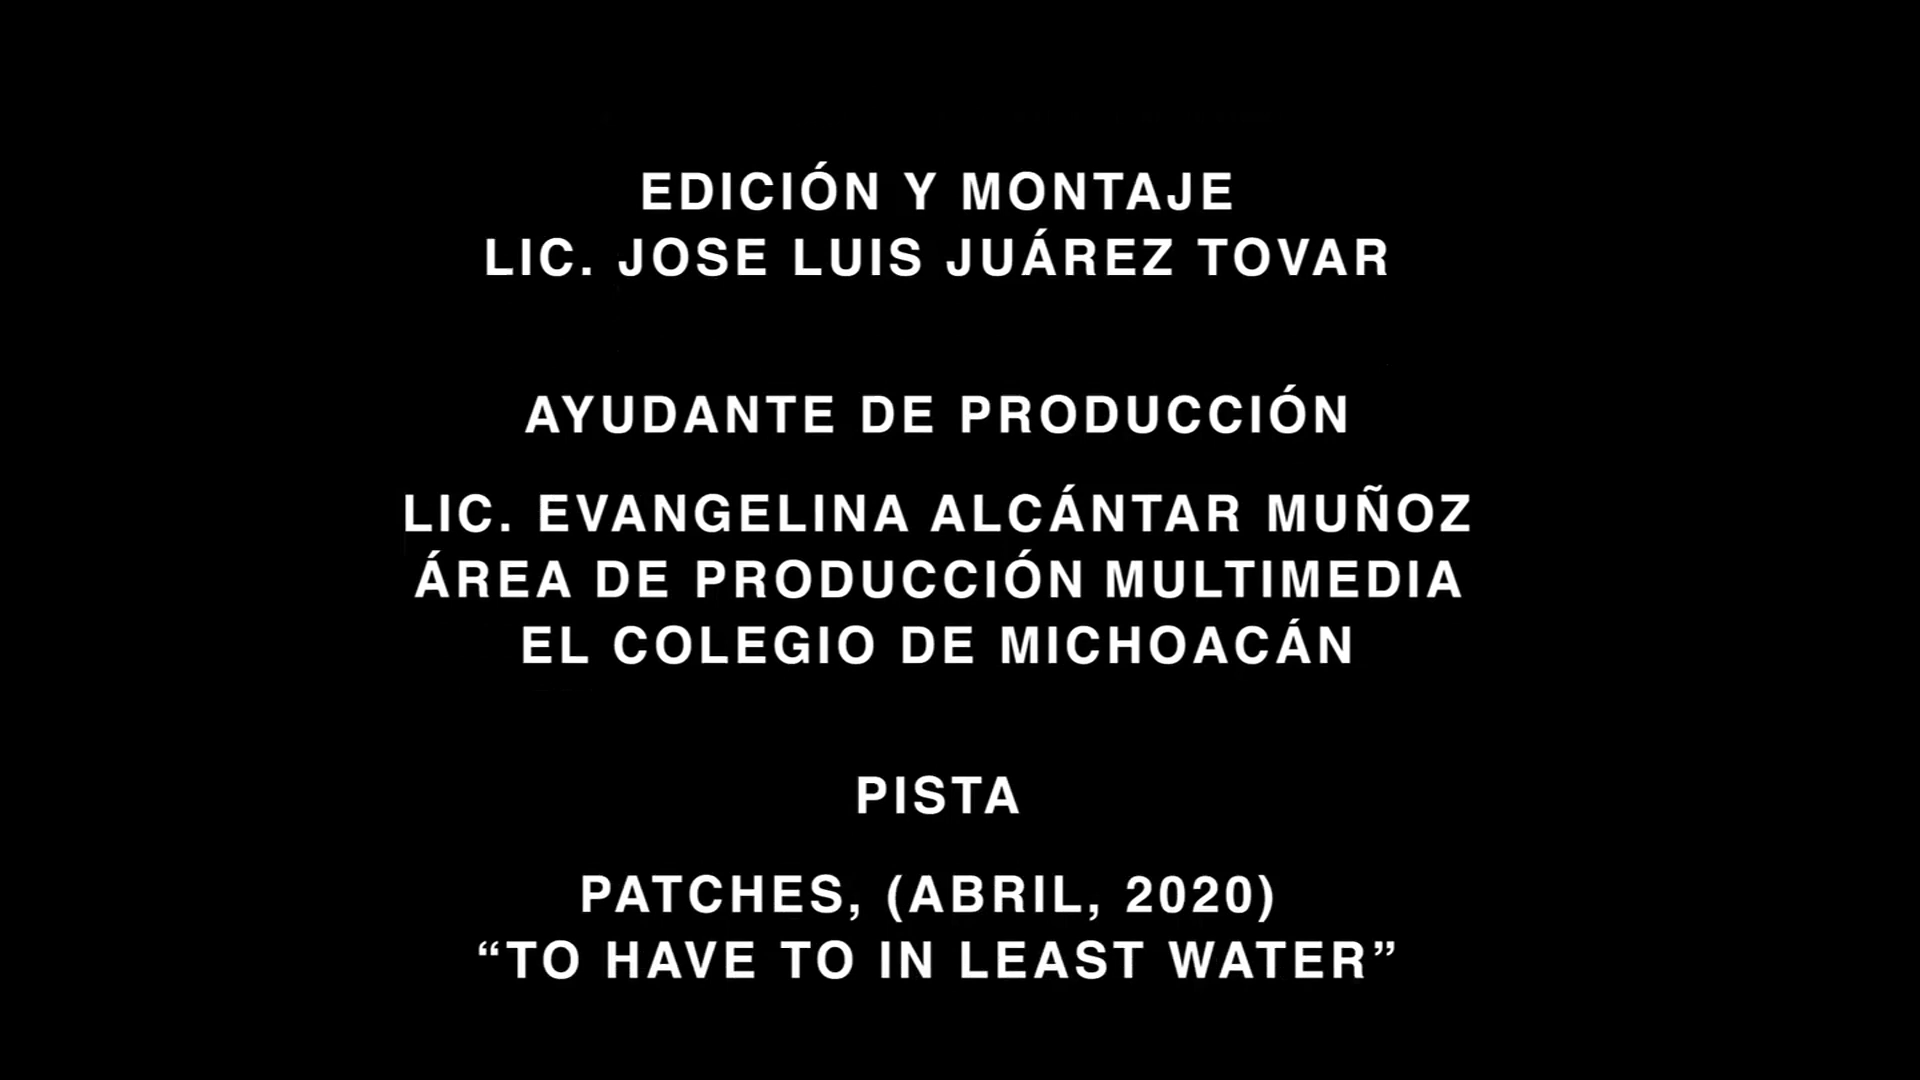 EDICIÓN Y MONTAJE
LIC. JOSE LUIS JUÁREZ TOVAR
AYUDANTE DE PRODUCCIÓN
LIC. EVANGELINA ALCÁNTAR MUÑOZ
ÁREA DE PRODUCCIÓN MULTIMEDIA
EL COLEGIO DE MICHOACÁN
PISTA
PATCHES, (ABRIL, 2020)
“TO HAVE TO IN LEAST WATER”